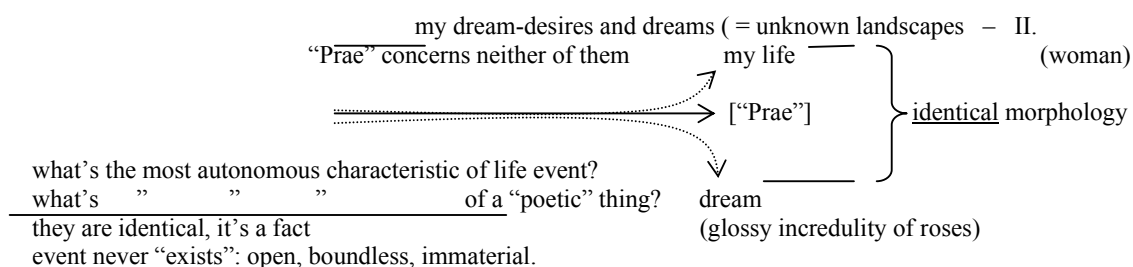 my dream-desires and dreams ( = unknown landscapes – II.
“Prae” concerns neither of them my life (woman)
[“Prae”] identical morphology
what’s the most autonomous characteristic of life event?
what’s ” ” ” of a “poetic” thing? dream
they are identical, it’s a fact (glossy incredulity of roses)
event never “exists”: open, boundless, immaterial.